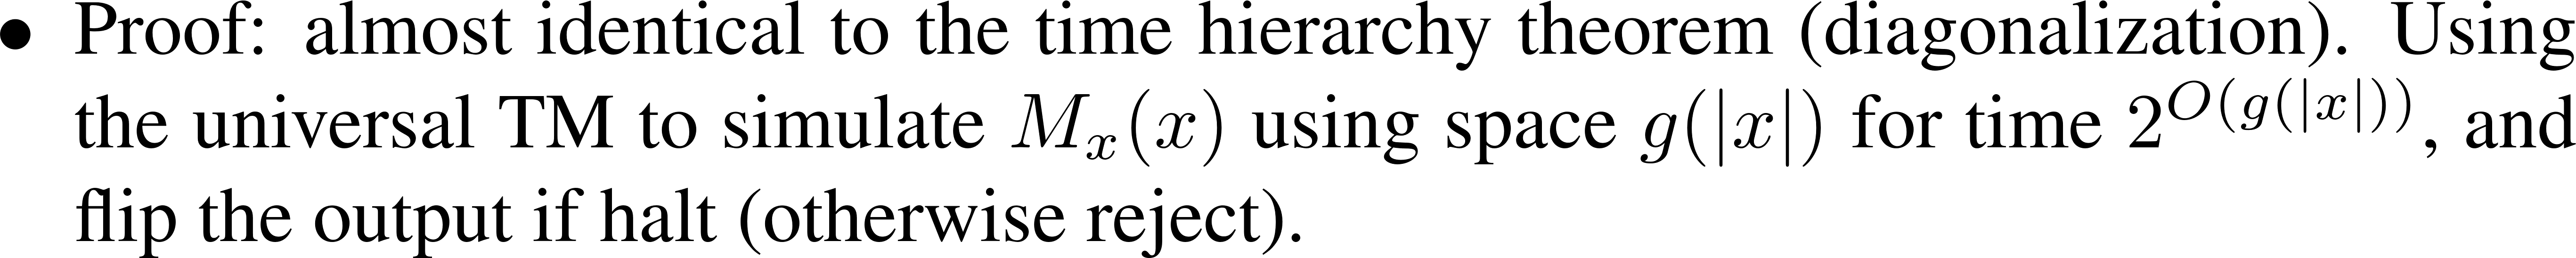 • Proof: almost identical to the time hierarchy theorem (diagonalization). Using
the universal TM to simulate $M_x(x)$ using space $g(|x|)$ for time $2^{O(g(|x|))}$, and
flip the output if halt (otherwise reject).